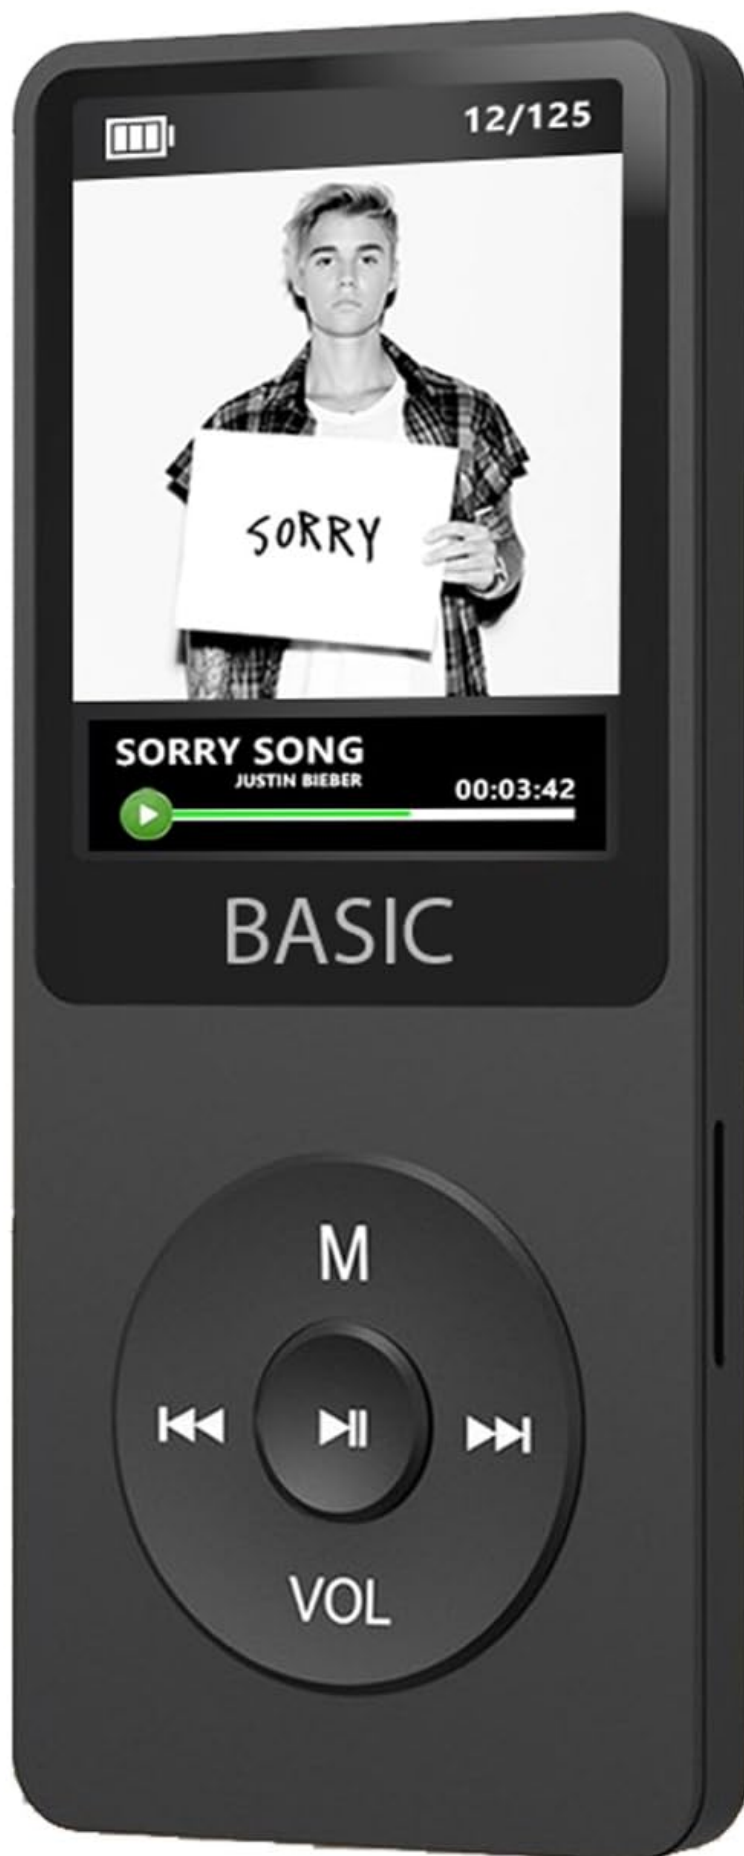 12/125
SORRY
SORRY SONG
JUSTIN BIEBER
00:03:42
BASIC
M
VOL